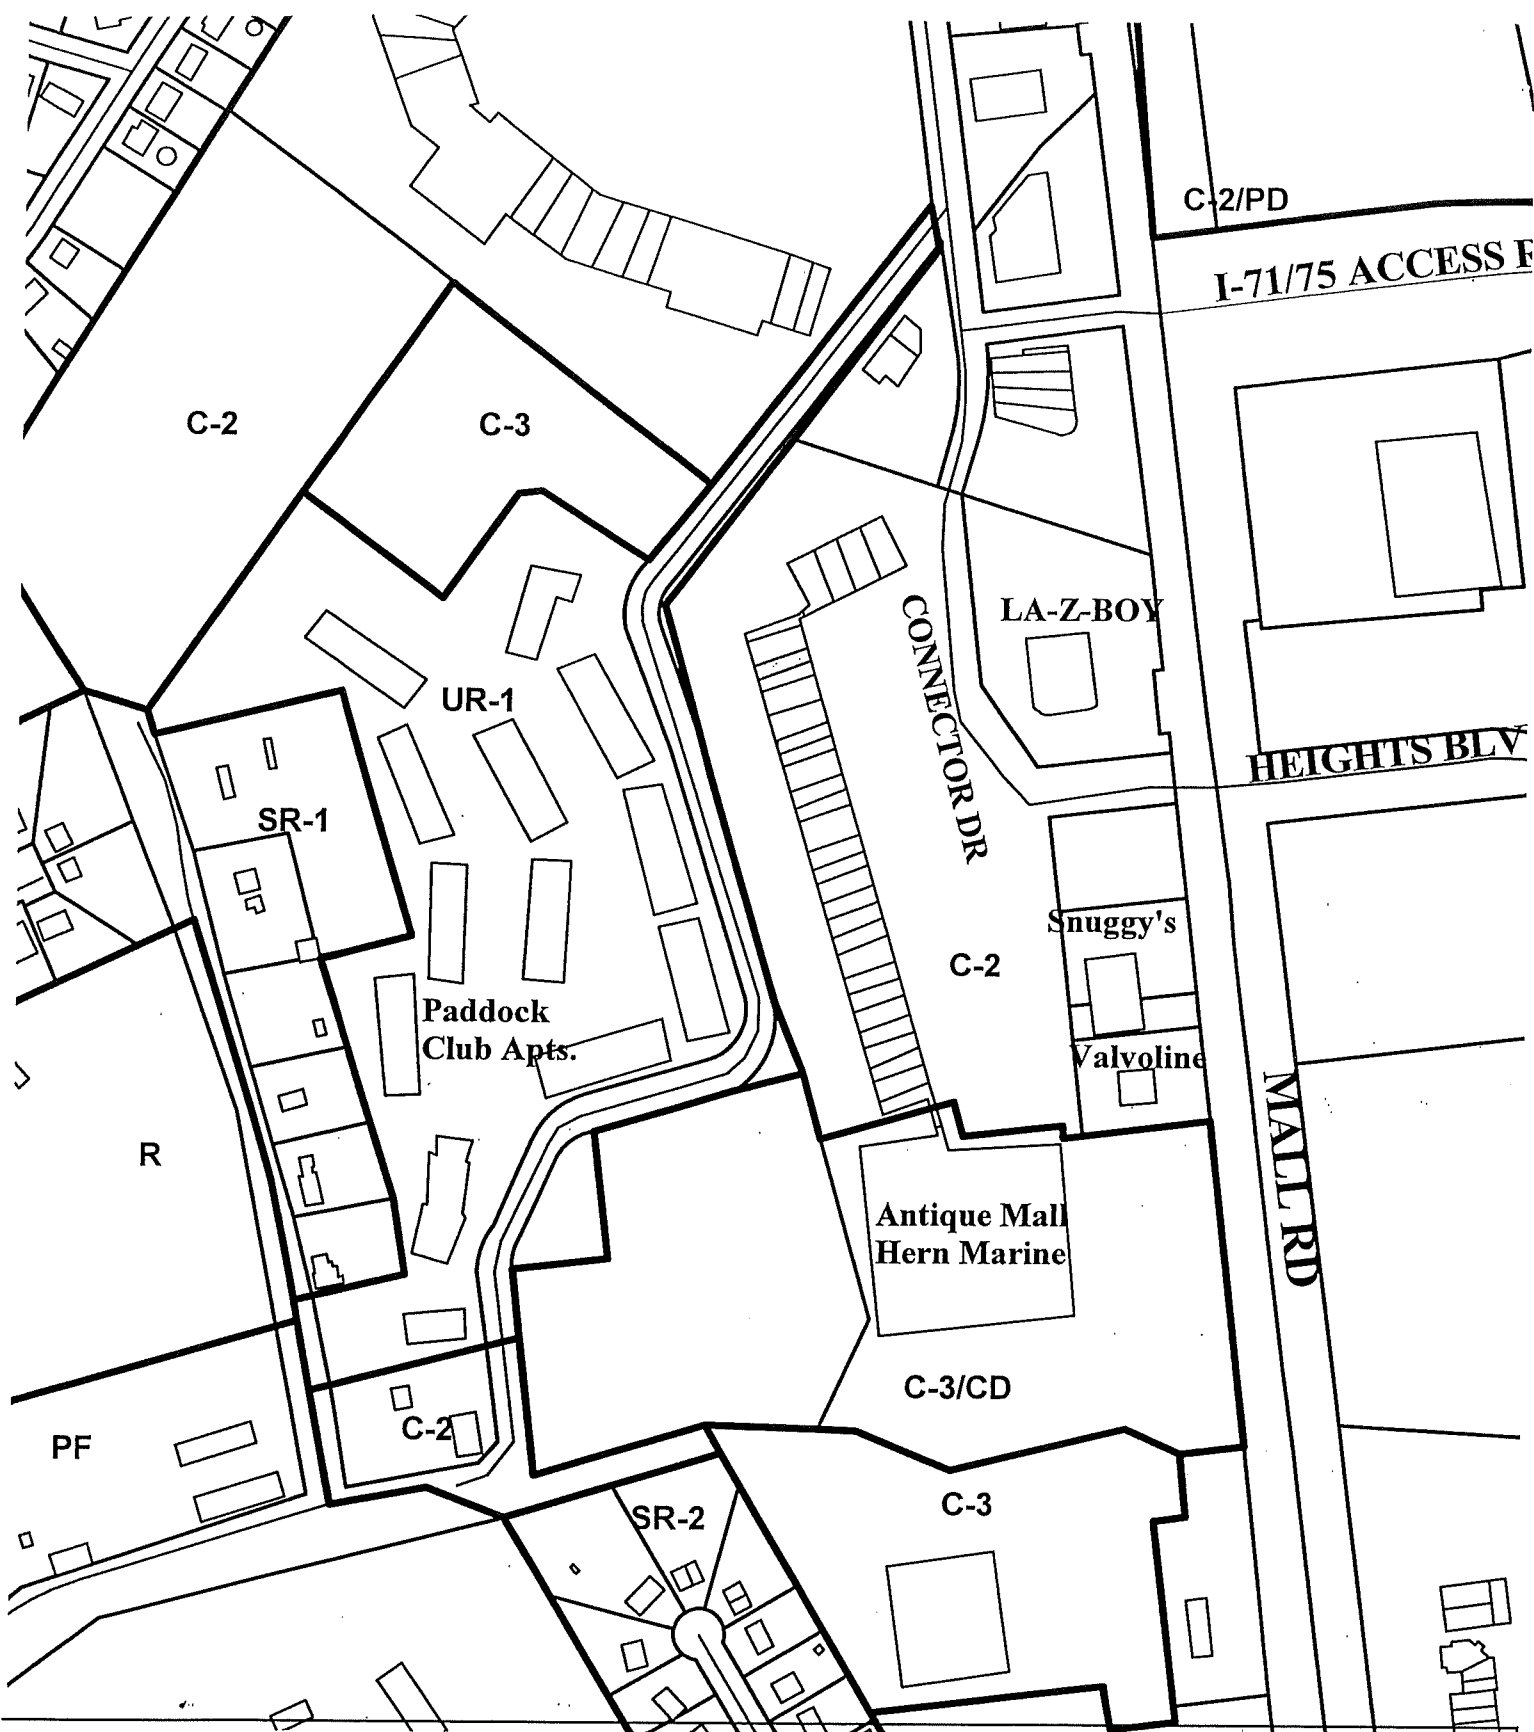 C-2/PD
I-71/75 ACCESS
C-2
C-3
CONNECTOR DR
LA-Z-BOY
UR-1
HEIGHTS BLV
SR-1
Snuggy's
C-2
Paddock
Club Apts.
Valvoline
MALL RD
R
Antique Mall
Hern Marine
C-3/CD
C-2
PF
C-3
SR-2